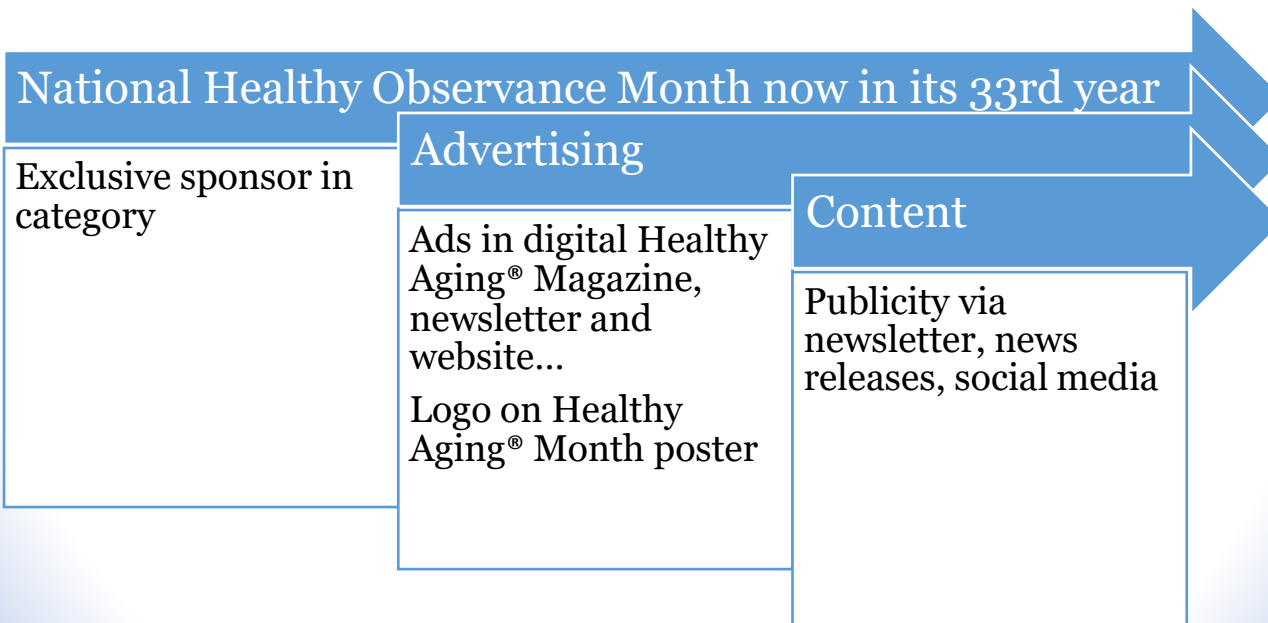 National Healthy Observance Month now in its 33rd year
Exclusive sponsor in
category
Advertising
Ads in digital Healthy
Aging® Magazine,
newsletter and
website…
Logo on Healthy
Aging® Month poster
Content
Publicity via
newsletter, news
releases, social media